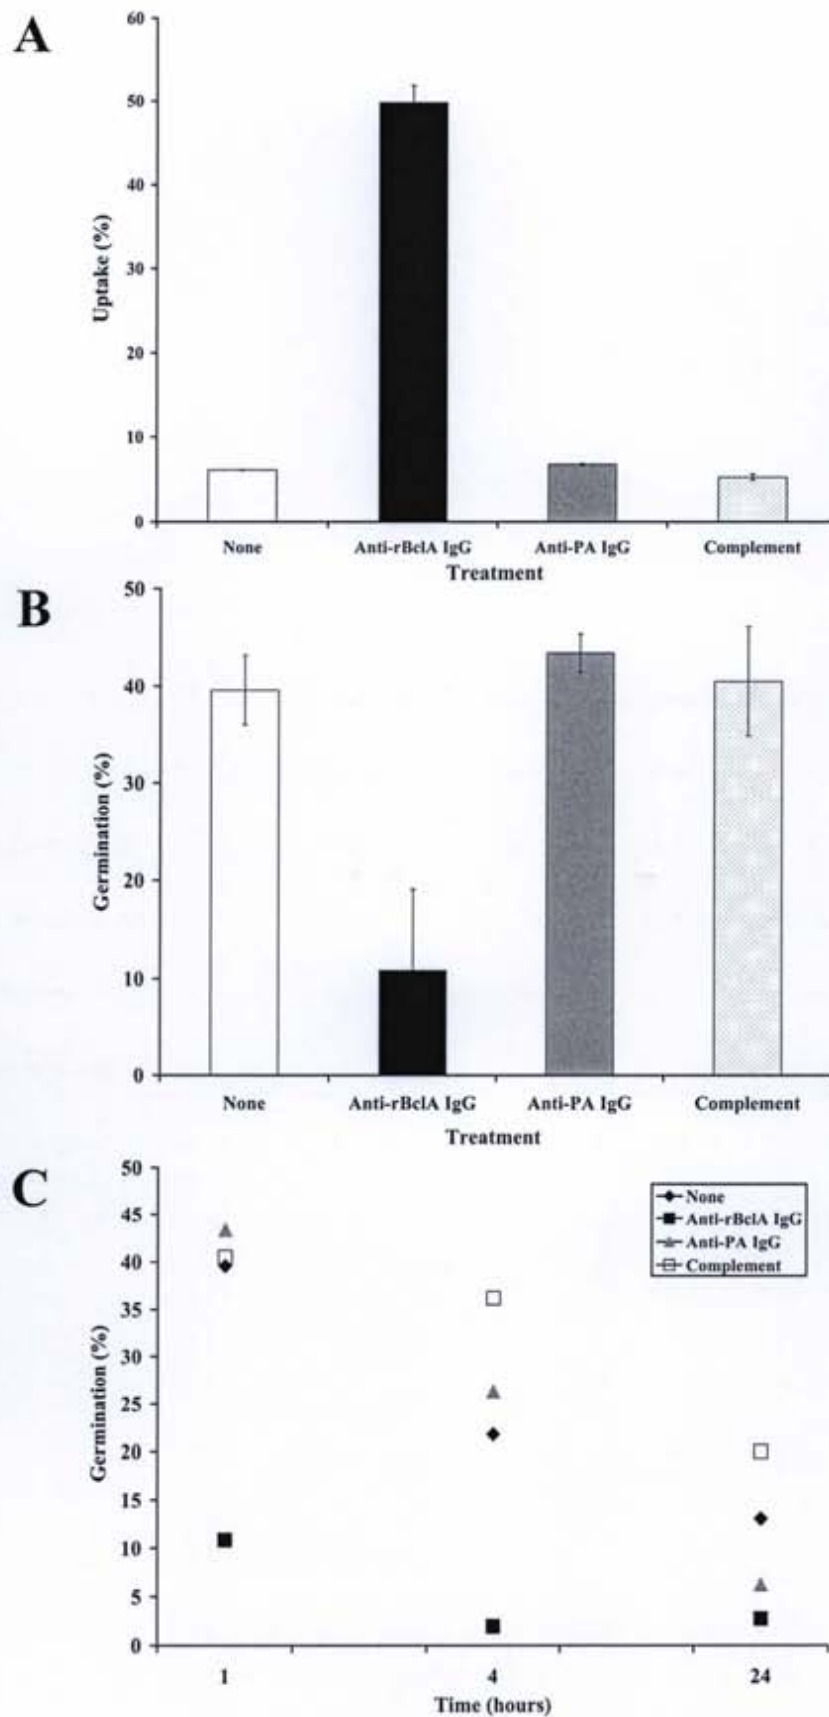 A
60
50
40
30
20
10
0
Uptake (%)
None Anti-rBclA IgG Anti-PA IgG Complement
Treatment
B
50
40
30
20
10
0
Germination (%)
None Anti-rBclA IgG Anti-PA IgG Complement
Treatment
C
50
45
40
35
30
25
20
15
10
5
0
Germination (%)
None
Anti-rBclA IgG
Anti-PA IgG
Complement
1 4 24
Time (hours)